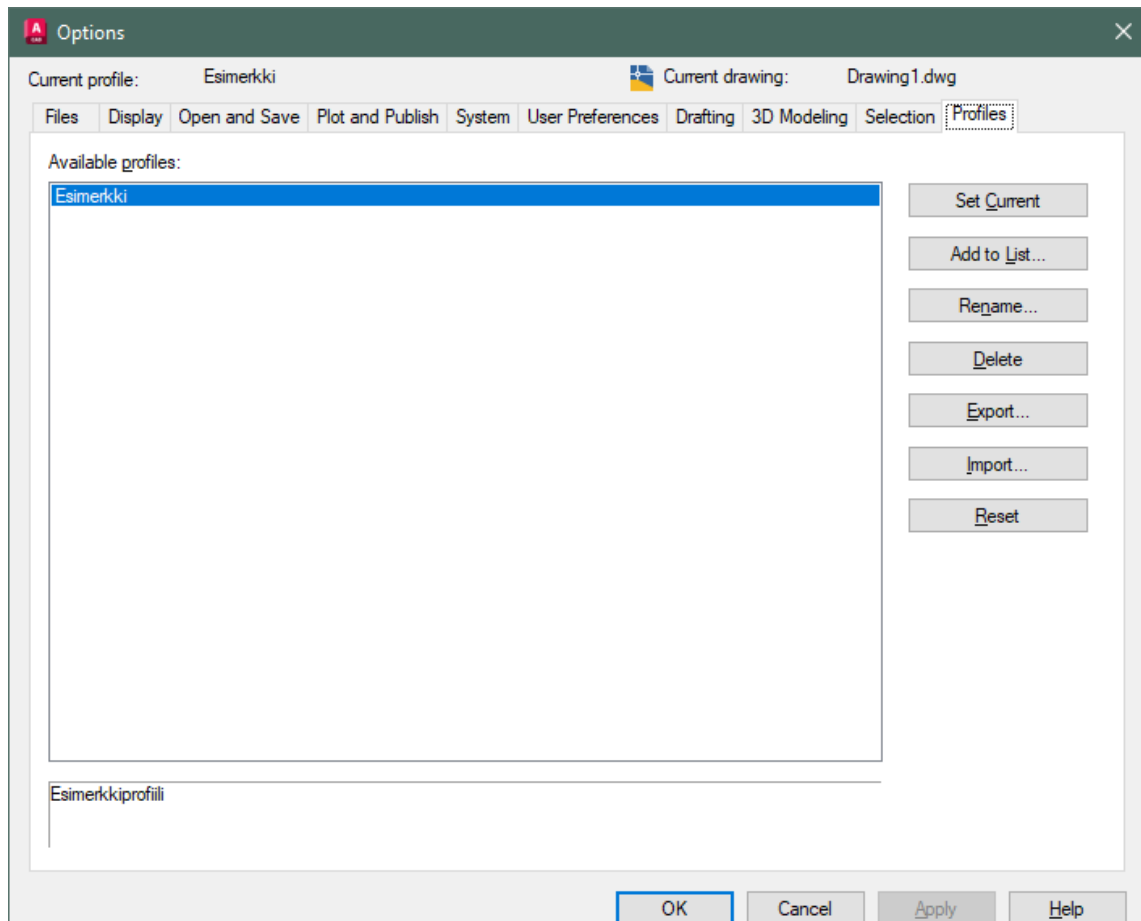 Options
Current profile: Esimerkki Current drawing: Drawing1.dwg
Files Display Open and Save Plot and Publish System User Preferences Drafting 3D Modeling Selection Profiles
Available profiles:
Esimerkki
Set Current
Add to List...
Rename...
Delete
Export...
Import...
Reset
Esimerkkiprofiili
OK Cancel Apply Help